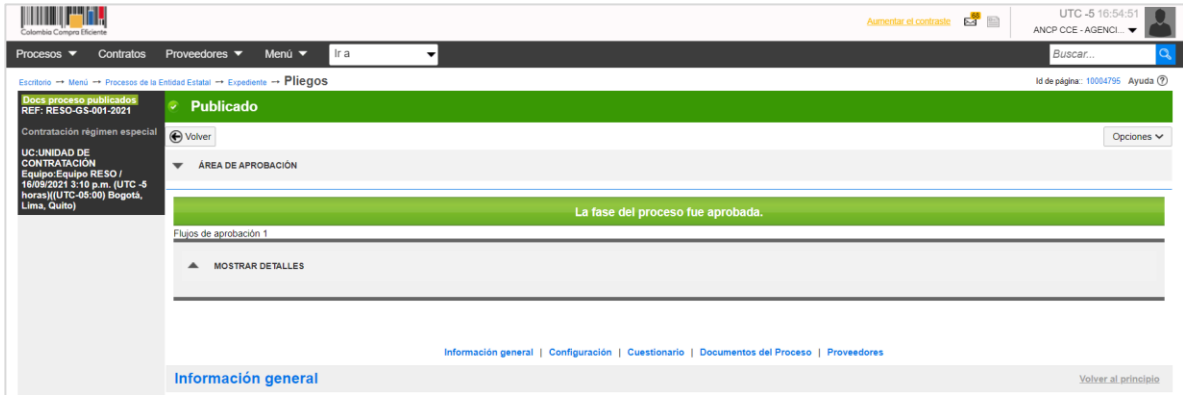 Colombia Compra Eficiente
Aumentar el contraste
UTC -5 16:54:51
ANCP CCE - AGENCI...
Procesos Contratos Proveedores Menú Ir a Buscar...
Escritorio → Menú → Procesos de la Entidad Estatal → Expediente → Pliegos
Id de página:: 10004795 Ayuda
Docs proceso publicados
REF: RESO-GS-001-2021
Contratación régimen especial
UC:UNIDAD DE
CONTRATACIÓN
Equipo:Equipo RESO /
16/09/2021 3:10 p.m. (UTC -5
horas)((UTC-05:00) Bogotá,
Lima, Quito)
Publicado
Volver
Opciones
ÁREA DE APROBACIÓN
La fase del proceso fue aprobada.
Flujos de aprobación 1
MOSTRAR DETALLES
Información general | Configuración | Cuestionario | Documentos del Proceso | Proveedores
Información general
Volver al principio